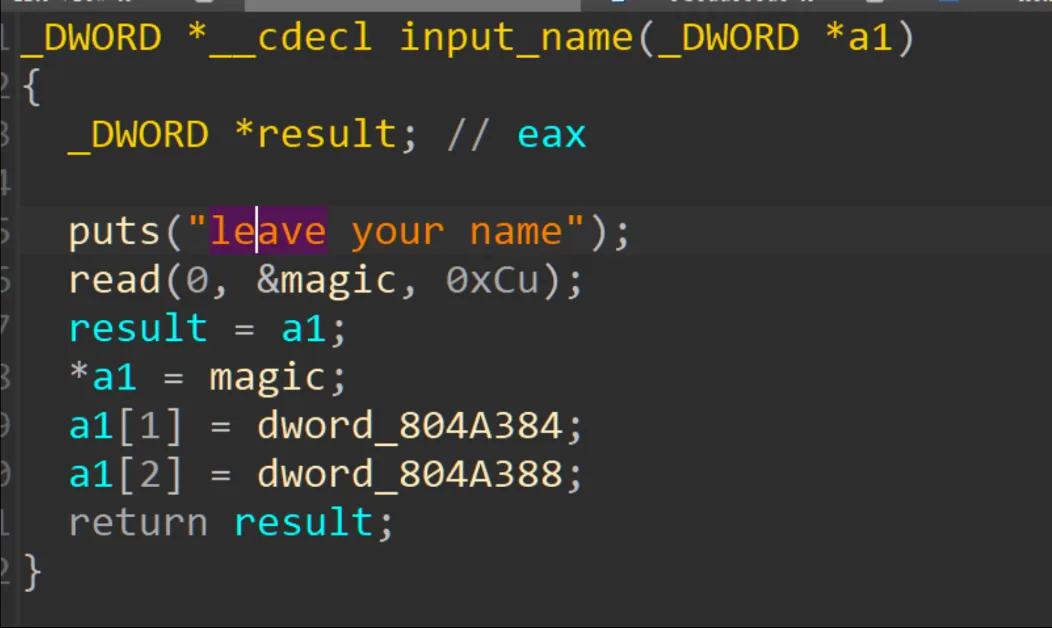 _DWORD *__cdecl input_name(_DWORD *a1)
{
_DWORD *result; // eax
puts("leave your name");
read(0, &magic, 0xCu);
result = a1;
*a1 = magic;
a1[1] = dword_804A384;
a1[2] = dword_804A388;
return result;
}